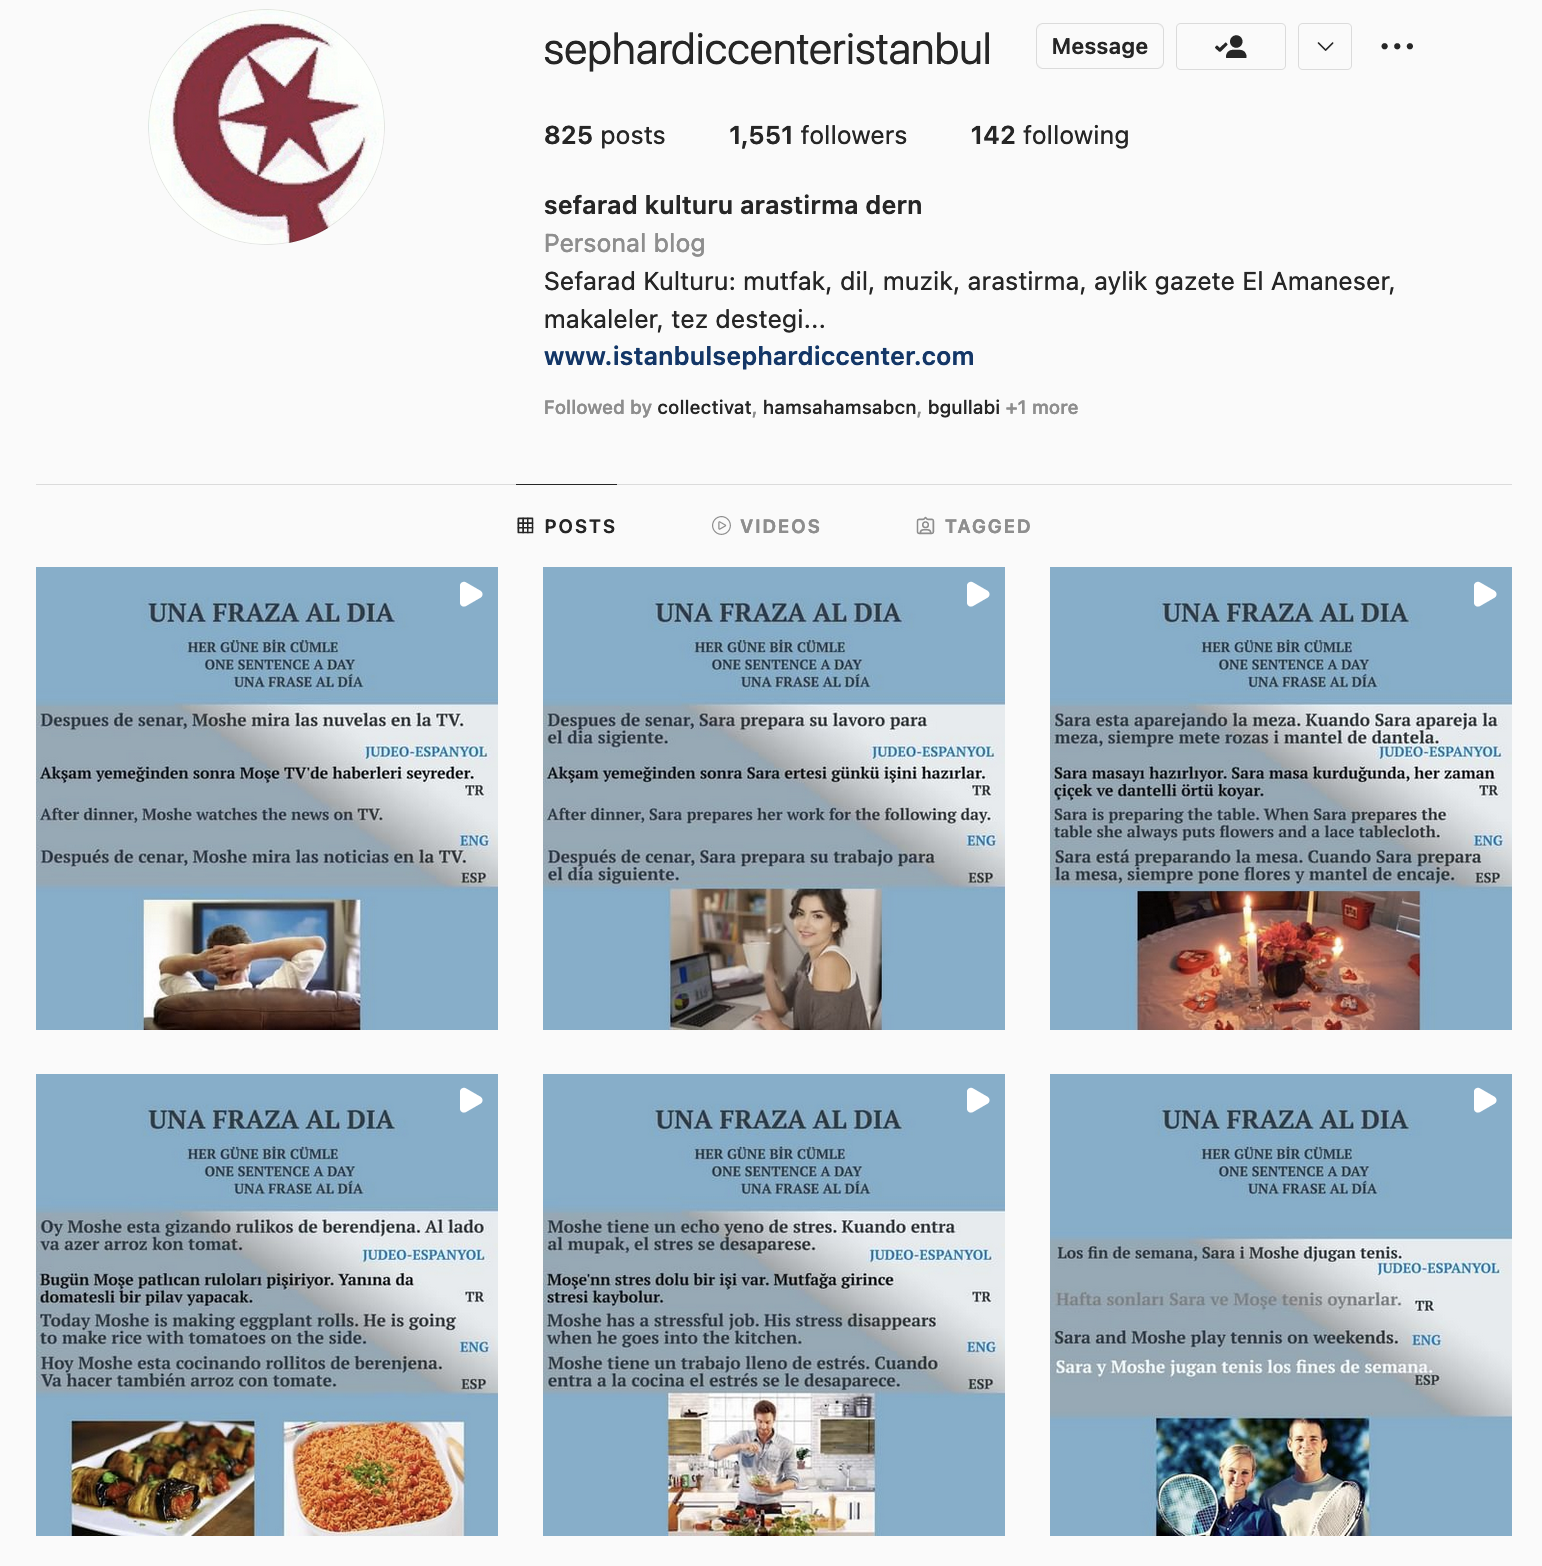 sephardiccenteristanbul
Message
825 posts
1,551 followers
142 following
sefarad kulturu arastirma dern
Personal blog
Sefarad Kulturu: mutfak, dil, muzik, arastirma, aylik gazete El Amaneser,
makaleler, tez destegi...
www.istanbulsephardiccenter.com
Followed by collectivat, hamsahamsabcn, bgullabi +1 more
POSTS
VIDEOS
TAGGED
UNA FRAZA AL DIA
HER GÜNE BİR CÜMLE
ONE SENTENCE A DAY
UNA FRASE AL DÍA
Despues de senar, Moshe mira las nuvelas en la TV.
JUDEO-ESPANYOL
Akşam yemeğinden sonra Moşe TV'de haberleri seyreder.
TR
After dinner, Moshe watches the news on TV.
ENG
Después de cenar, Moshe mira las noticias en la TV.
ESP
UNA FRAZA AL DIA
HER GÜNE BİR CÜMLE
ONE SENTENCE A DAY
UNA FRASE AL DÍA
Despues de senar, Sara prepara su lavoro para
el dia sigiente.
JUDEO-ESPANYOL
Akşam yemeğinden sonra Sara ertesi günkü işini hazırlar.
TR
After dinner, Sara prepares her work for the following day.
ENG
Después de cenar, Sara prepara su trabajo para
el día siguiente.
ESP
UNA FRAZA AL DIA
HER GÜNE BİR CÜMLE
ONE SENTENCE A DAY
UNA FRASE AL DÍA
Sara esta aparejando la meza. Kuando Sara apareja la
meza, siempre mete rozas i mantel de dantela.
JUDEO-ESPANYOL
Sara masayı hazırlıyor. Sara masa kurduğunda, her zaman
çiçek ve dantelli örtü koyar.
TR
Sara is preparing the table. When Sara prepares the
table she always puts flowers and a lace tablecloth.
ENG
Sara está preparando la mesa. Cuando Sara prepara
la mesa, siempre pone flores y mantel de encaje.
ESP
UNA FRAZA AL DIA
HER GÜNE BİR CÜMLE
ONE SENTENCE A DAY
UNA FRASE AL DÍA
Oy Moshe esta gizando rulikos de berendjena. Al lado
va azer arroz kon tomat.
JUDEO-ESPANYOL
Bugün Moşe patlıcan ruloları pişiriyor. Yanına da
domatesli bir pilav yapacak.
TR
Today Moshe is making eggplant rolls. He is going
to make rice with tomatoes on the side.
ENG
Hoy Moshe esta cocinando rollitos de berenjena.
Va hacer también arroz con tomate.
ESP
UNA FRAZA AL DIA
HER GÜNE BİR CÜMLE
ONE SENTENCE A DAY
UNA FRASE AL DÍA
Moshe tiene un echo yeno de stres. Kuando entra
al mupak, el stres se desaparese.
JUDEO-ESPANYOL
Moşe'nn stres dolu bir işi var. Mutfağa girince
stresi kaybolur.
TR
Moshe has a stressful job. His stress disappears
when he goes into the kitchen.
ENG
Moshe tiene un trabajo lleno de estrés. Cuando
entra a la cocina el estrés se le desaparece.
ESP
UNA FRAZA AL DIA
HER GÜNE BİR CÜMLE
ONE SENTENCE A DAY
UNA FRASE AL DÍA
Los fin de semana, Sara i Moshe djugan tenis.
JUDEO-ESPANYOL
Hafta sonları Sara ve Moşe tenis oynarlar.
TR
Sara and Moshe play tennis on weekends.
ENG
Sara y Moshe jugan tenis los fines de semana.
ESP